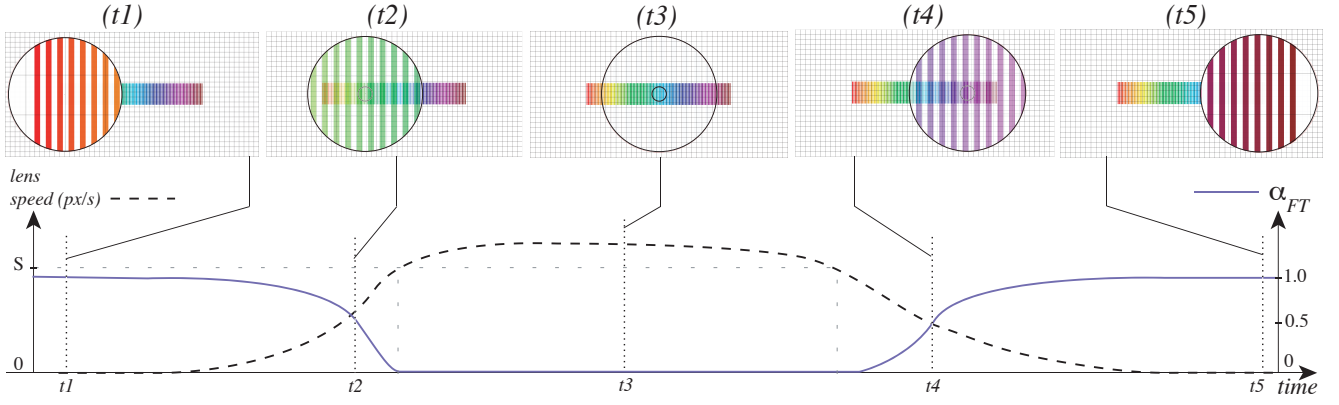 (t1) (t2) (t3) (t4) (t5)
lens
speed (px/s)
α FT
S
1.0
0.5
0
0
t1 t2 t3 t4 t5 time